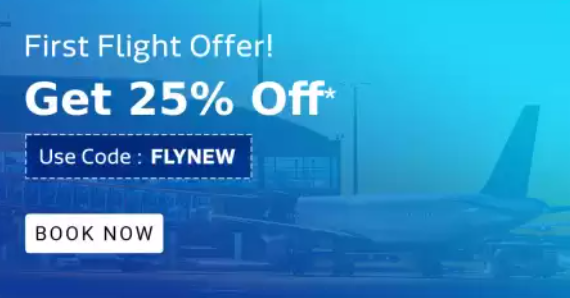 First Flight Offer!
Get 25% Off*
Use Code : FLYNEW
BOOK NOW